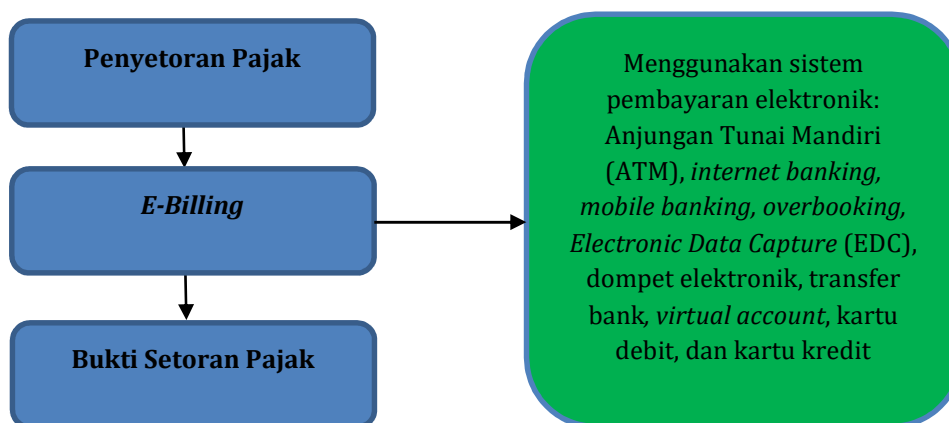 Penyetoran Pajak
E-Billing
Bukti Setoran Pajak
Menggunakan sistem
pembayaran elektronik:
Anjungan Tunai Mandiri
(ATM), internet banking,
mobile banking, overbooking,
Electronic Data Capture (EDC),
dompet elektronik, transfer
bank, virtual account, kartu
debit, dan kartu kredit